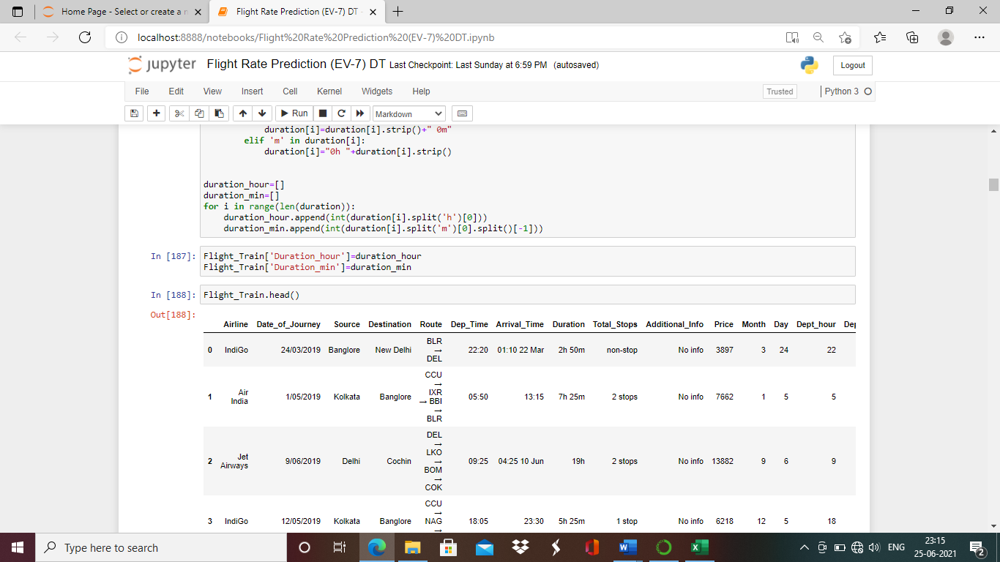 Home Page - Select or create a n
Flight Rate Prediction (EV-7) DT -
localhost:8888/notebooks/Flight%20Rate%20Prediction%20(EV-7)%20DT.ipynb
jupyter Flight Rate Prediction (EV-7) DT Last Checkpoint: Last Sunday at 6:59 PM (autosaved)
Logout
File Edit View Insert Cell Kernel Widgets Help
Trusted
Python 3
Run
Markdown
duration[i]=duration[i].strip()+" 0m"
elif 'm' in duration[i]:
duration[i]="0h "+duration[i].strip()
duration_hour=[]
duration_min=[]
for i in range(len(duration)):
duration_hour.append(int(duration[i].split('h')[0]))
duration_min.append(int(duration[i].split('m')[0].split()[-1]))
In [187]: Flight_Train['Duration_hour']=duration_hour
Flight_Train['Duration_min']=duration_min
In [188]: Flight_Train.head()
Out[188]:
Airline Date_of_Journey Source Destination Route Dep_Time Arrival_Time Duration Total_Stops Additional_Info Price Month Day Dept_hour Dep
0 IndiGo 24/03/2019 Banglore New Delhi BLR → DEL 22:20 01:10 22 Mar 2h 50m non-stop No info 3897 3 24 22
1 Air India 1/05/2019 Kolkata Banglore CCU → IXR → BBI → BLR 05:50 13:15 7h 25m 2 stops No info 7662 1 5 5
2 Jet Airways 9/06/2019 Delhi Cochin DEL → LKO → BOM → COK 09:25 04:25 10 Jun 19h 2 stops No info 13882 9 6 9
3 IndiGo 12/05/2019 Kolkata Banglore CCU → NAG → 18:05 23:30 5h 25m 1 stop No info 6218 12 5 18
Type here to search
ENG
23:15
25-06-2021
2